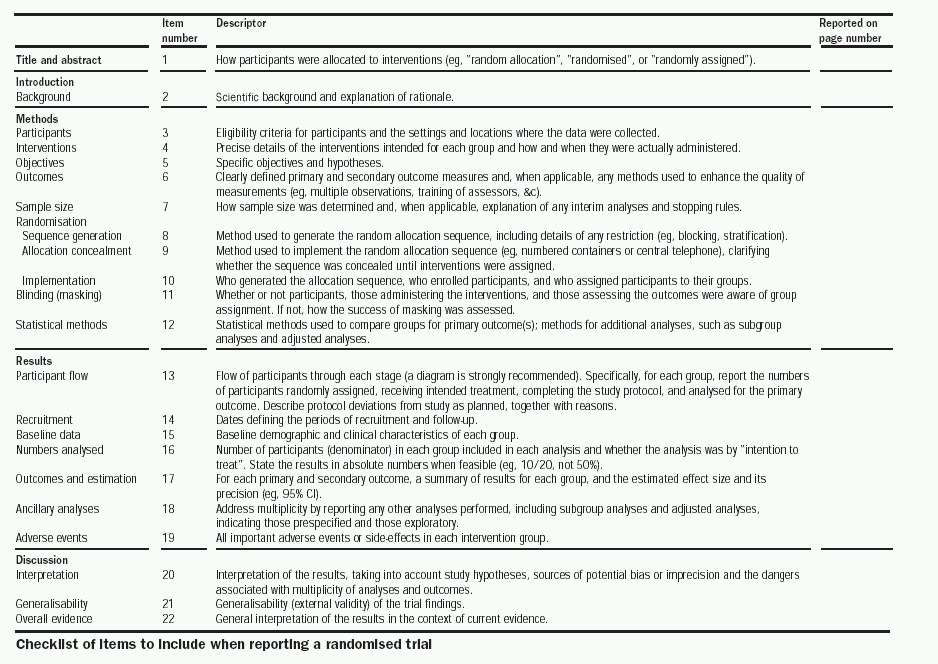 Item
number
Descriptor
Reported on
page number
Title and abstract 1 How participants were allocated to interventions (eg, "random allocation", "randomised", or "randomly assigned").
Introduction
Background 2 Scientific background and explanation of rationale.
Methods
Participants 3 Eligibility criteria for participants and the settings and locations where the data were collected.
Interventions 4 Precise details of the interventions intended for each group and how and when they were actually administered.
Objectives 5 Specific objectives and hypotheses.
Outcomes 6 Clearly defined primary and secondary outcome measures and, when applicable, any methods used to enhance the quality of
measurements (eg, multiple observations, training of assessors, &c).
Sample size 7 How sample size was determined and, when applicable, explanation of any interim analyses and stopping rules.
Randomisation
Sequence generation 8 Method used to generate the random allocation sequence, including details of any restriction (eg, blocking, stratification).
Allocation concealment 9 Method used to implement the random allocation sequence (eg, numbered containers or central telephone), clarifying
whether the sequence was concealed until interventions were assigned.
Implementation 10 Who generated the allocation sequence, who enrolled participants, and who assigned participants to their groups.
Blinding (masking) 11 Whether or not participants, those administering the interventions, and those assessing the outcomes were aware of group
assignment. If not, how the success of masking was assessed.
Statistical methods 12 Statistical methods used to compare groups for primary outcome(s); methods for additional analyses, such as subgroup
analyses and adjusted analyses.
Results
Participant flow 13 Flow of participants through each stage (a diagram is strongly recommended). Specifically, for each group, report the numbers
of participants randomly assigned, receiving intended treatment, completing the study protocol, and analysed for the primary
outcome. Describe protocol deviations from study as planned, together with reasons.
Recruitment 14 Dates defining the periods of recruitment and follow-up.
Baseline data 15 Baseline demographic and clinical characteristics of each group.
Numbers analysed 16 Number of participants (denominator) in each group included in each analysis and whether the analysis was by "intention to
treat". State the results in absolute numbers when feasible (eg, 10/20, not 50%).
Outcomes and estimation 17 For each primary and secondary outcome, a summary of results for each group, and the estimated effect size and its
precision (eg, 95% CI).
Ancillary analyses 18 Address multiplicity by reporting any other analyses performed, including subgroup analyses and adjusted analyses,
indicating those prespecified and those exploratory.
Adverse events 19 All important adverse events or side-effects in each intervention group.
Discussion
Interpretation 20 Interpretation of the results, taking into account study hypotheses, sources of potential bias or imprecision and the dangers
associated with multiplicity of analyses and outcomes.
Generalisability 21 Generalisability (external validity) of the trial findings.
Overall evidence 22 General interpretation of the results in the context of current evidence.
Checklist of items to include when reporting a randomised trial